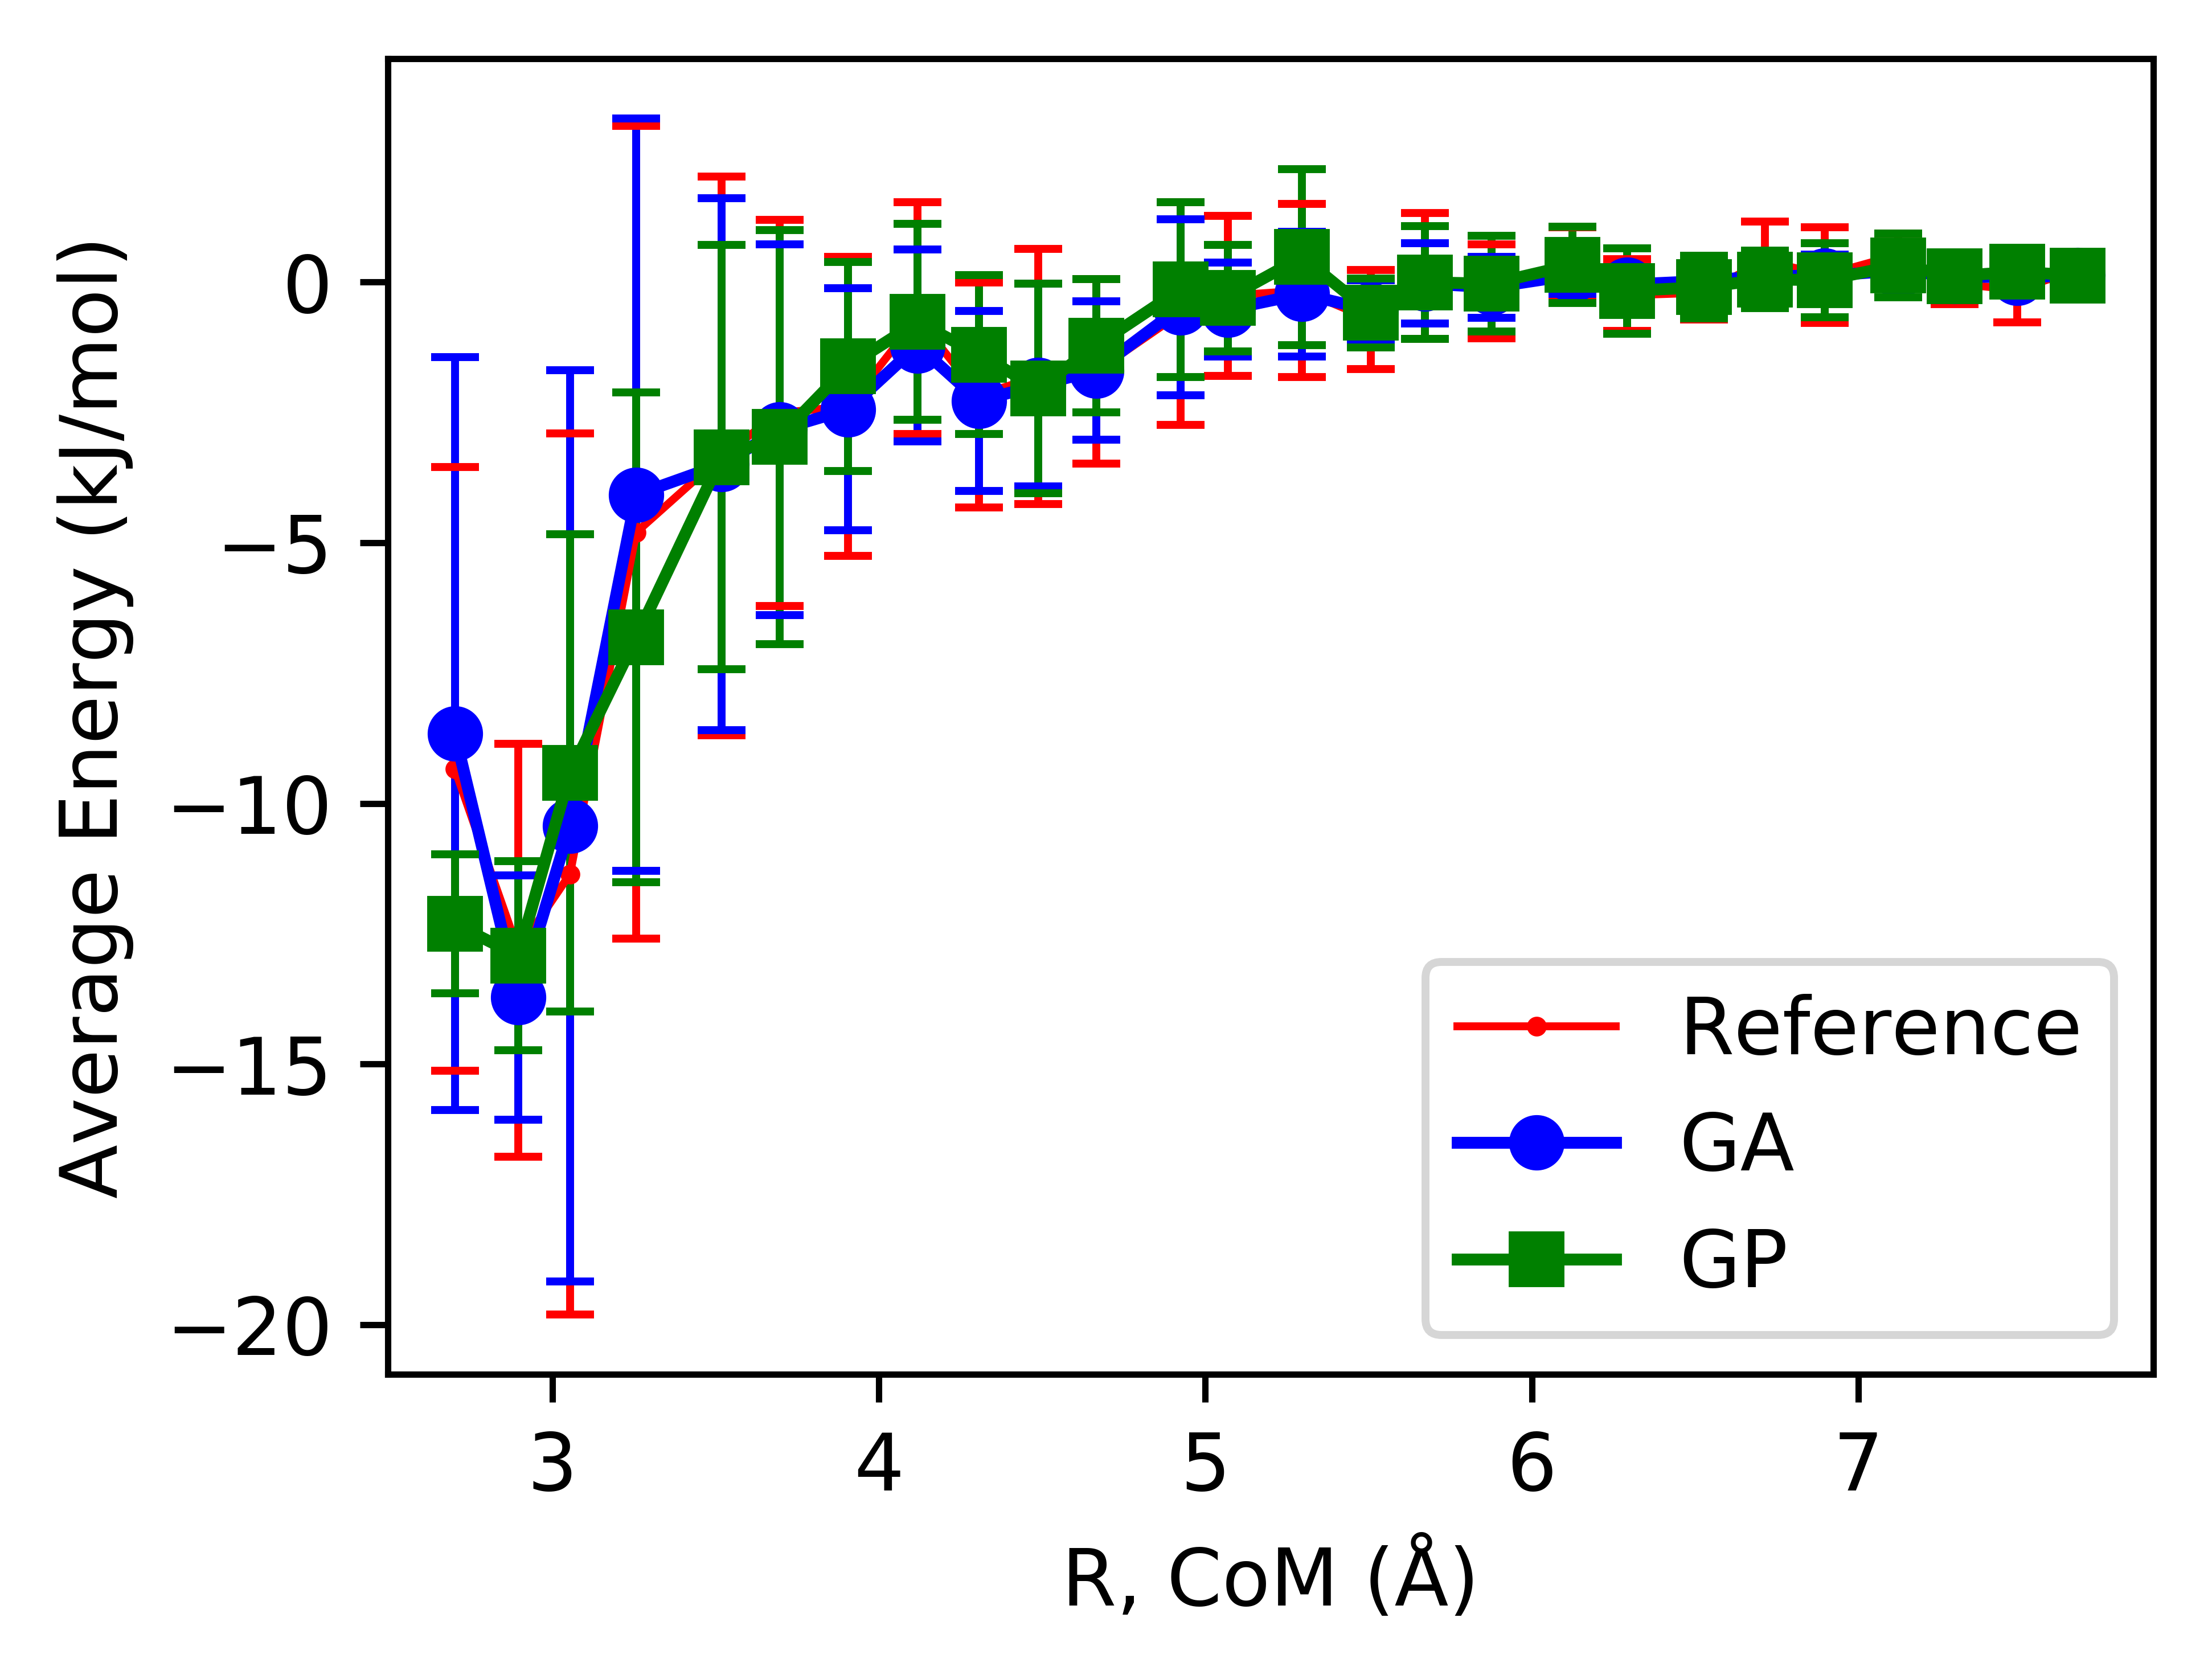 Average Energy (kJ/mol)
0
−5
−10
−15
−20
3 4 5 6 7
R, CoM (Å)
Reference
GA
GP